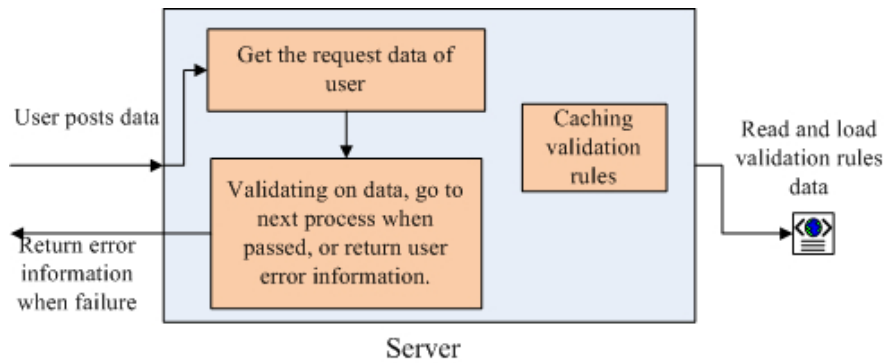 Get the request data of
user
User posts data
Caching
validation
rules
Read and load
validation rules
data
Validating on data, go to
next process when
passed, or return user
error information.
Return error
information
when failure
Server